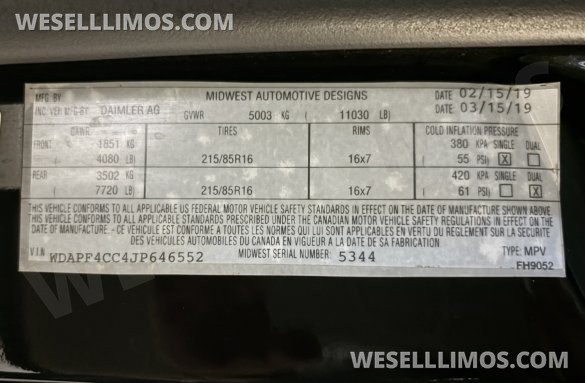 WESELLLIMOS.COM
MFG BY MIDWEST AUTOMOTIVE DESIGNS DATE 02/15/19
INC. VEH MFG BY DAIMLER AG GVWR 5003 KG ( 11030 LB) DATE 03/15/19
GAWR TIRES RIMS COLD INFLATION PRESSURE
FRONT 1851 KG 380 KPA SINGLE DUAL
( 4080 LB) 215/85R16 16x7 ( 55 PSI) X
REAR 3502 KG 420 KPA SINGLE DUAL
( 7720 LB) 215/85R16 16x7 ( 61 PSI) X
THIS VEHICLE CONFORMS TO ALL APPLICABLE US FEDERAL MOTOR VEHICLE SAFETY STANDARDS IN EFFECT ON THE DATE OF MANUFACTURE SHOWN ABOVE
THIS VEHICLE CONFORMS TO ALL APPLICABLE STANDARDS PRESCRIBED UNDER THE CANADIAN MOTOR VEHICLE SAFETY REGULATIONS IN EFFECT ON THE
DATE OF MANUFACTURE - CE VEHICULE EST CONFORME A TOUTES LES NORMES QUI LUI SONT APPLICABLES EN VERTU DU REGLEMENT SUR LA SECURITE
DES VEHICULES AUTOMOBILES DU CANADA EN VIGUEUR A LA DATE DE SA FABRICATION
VIN WDAPF4CC4JP646552 MIDWEST SERIAL NUMBER 5344 TYPE: MPV
FH9052
WESELLLIMOS.COM